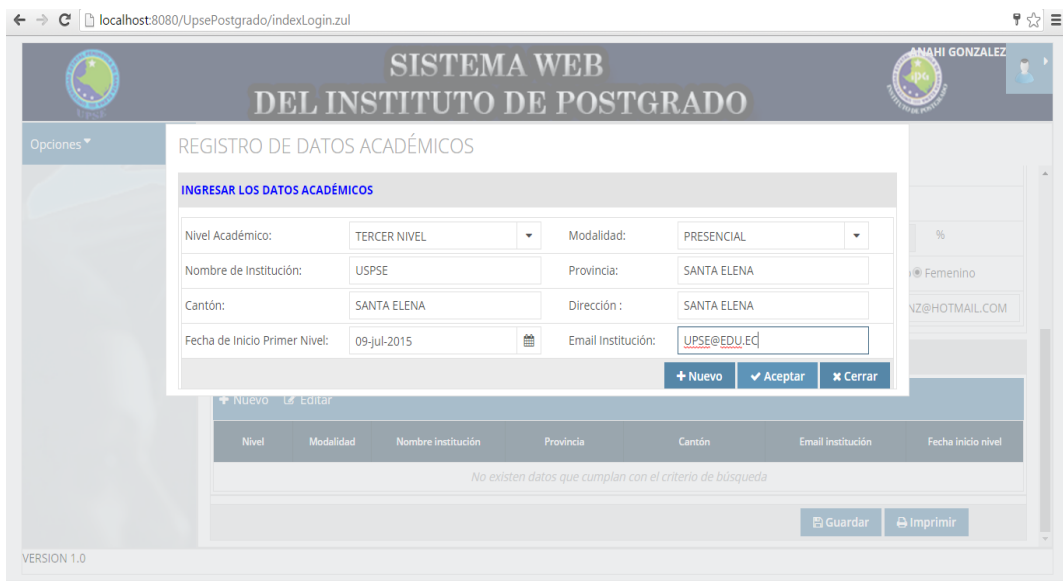 localhost:8080/UpsePostgrado/indexLogin.zul
SISTEMA WEB
DEL INSTITUTO DE POSTGRADO
ANAHI GONZALEZ
UPSE
IPG
Opciones
REGISTRO DE DATOS ACADÉMICOS
INGRESAR LOS DATOS ACADÉMICOS
Nivel Académico: TERCER NIVEL Modalidad: PRESENCIAL
%
Nombre de Institución: USPSE Provincia: SANTA ELENA
Femenino
Cantón: SANTA ELENA Dirección : SANTA ELENA
NZ@HOTMAIL.COM
Fecha de Inicio Primer Nivel: 09-jul-2015 Email Institución: UPSE@EDU.EC
Nuevo Aceptar Cerrar
Nuevo Editar
Nivel Modalidad Nombre institución Provincia Cantón Email institución Fecha inicio nivel
No existen datos que cumplan con el criterio de búsqueda
Guardar Imprimir
VERSION 1.0